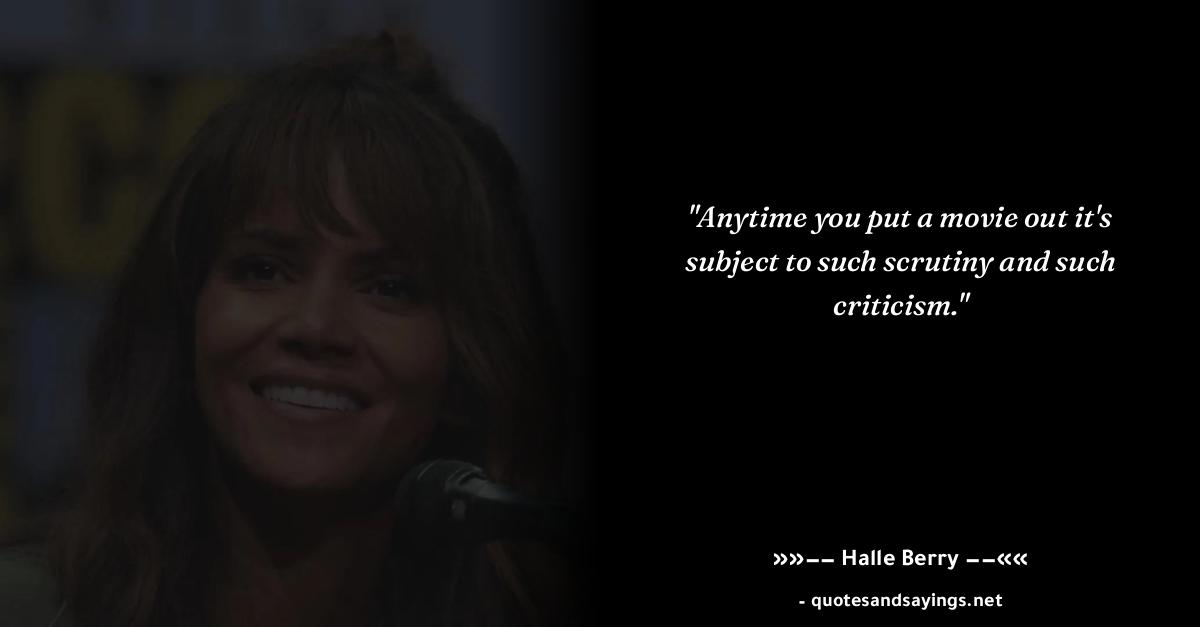 "Anytime you put a movie out it's
subject to such scrutiny and such
criticism."
»»–– Halle Berry ––««
- quotesandsayings.net